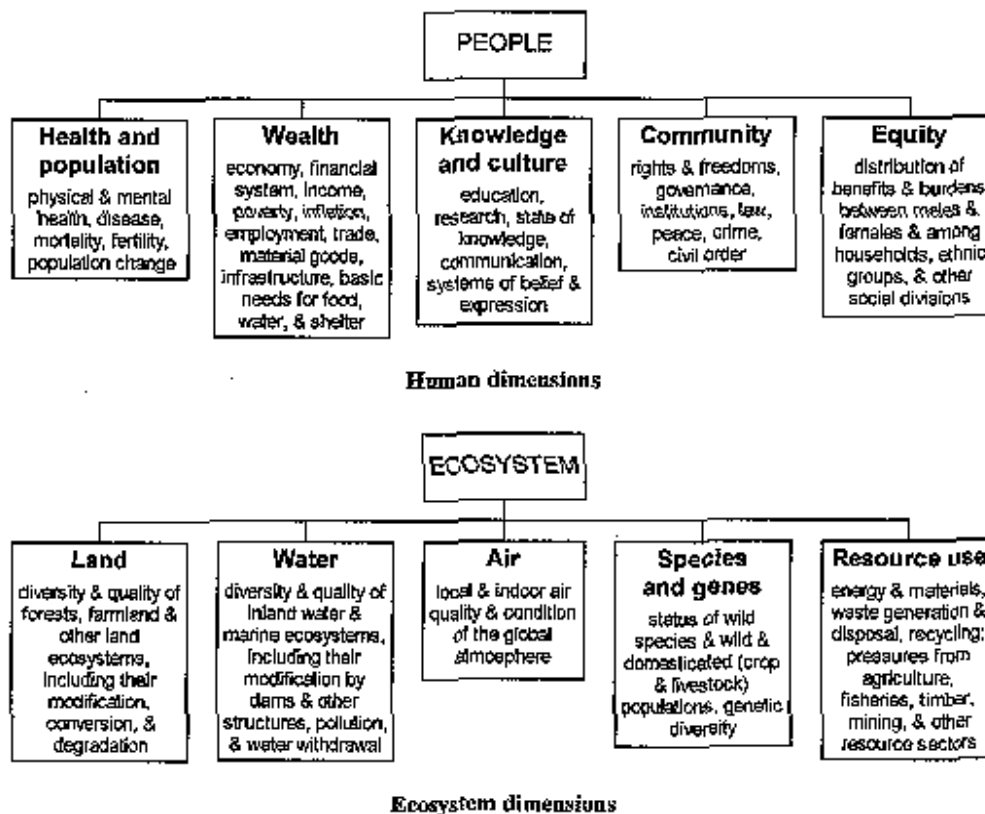 PEOPLE
Health and
population
physical & mental
health, disease,
mortality, fertility,
population change
Wealth
economy, financial
system, income,
poverty, inflation,
employment, trade,
material goods,
infrastructure, basic
needs for food,
water, & shelter
Knowledge
and culture
education,
research, state of
knowledge,
communication,
systems of belief &
expression
Community
rights & freedoms,
governance,
institutions, law,
peace, crime,
civil order
Equity
distribution of
benefits & burdens
between males &
females & among
households, ethnic
groups, & other
social divisions
Human dimensions
ECOSYSTEM
Land
diversity & quality of
forests, farmland &
other land
ecosystems,
including their
modification,
conversion, &
degradation
Water
diversity & quality of
inland water &
marine ecosystems,
including their
modification by
dams & other
structures, pollution,
& water withdrawal
Air
local & indoor air
quality & condition
of the global
atmosphere
Species
and genes
status of wild
species & wild &
domesticated (crop
& livestock)
populations, genetic
diversity
Resource use
energy & materials,
waste generation &
disposal, recycling;
pressures from
agriculture,
fisheries, timber,
mining, & other
resource sectors
Ecosystem dimensions